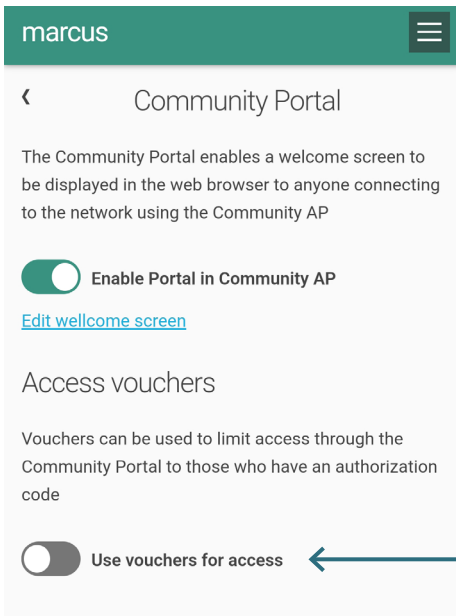 marcus
Community Portal
The Community Portal enables a welcome screen to
be displayed in the web browser to anyone connecting
to the network using the Community AP
Enable Portal in Community AP
Edit wellcome screen
Access vouchers
Vouchers can be used to limit access through the
Community Portal to those who have an authorization
code
Use vouchers for access